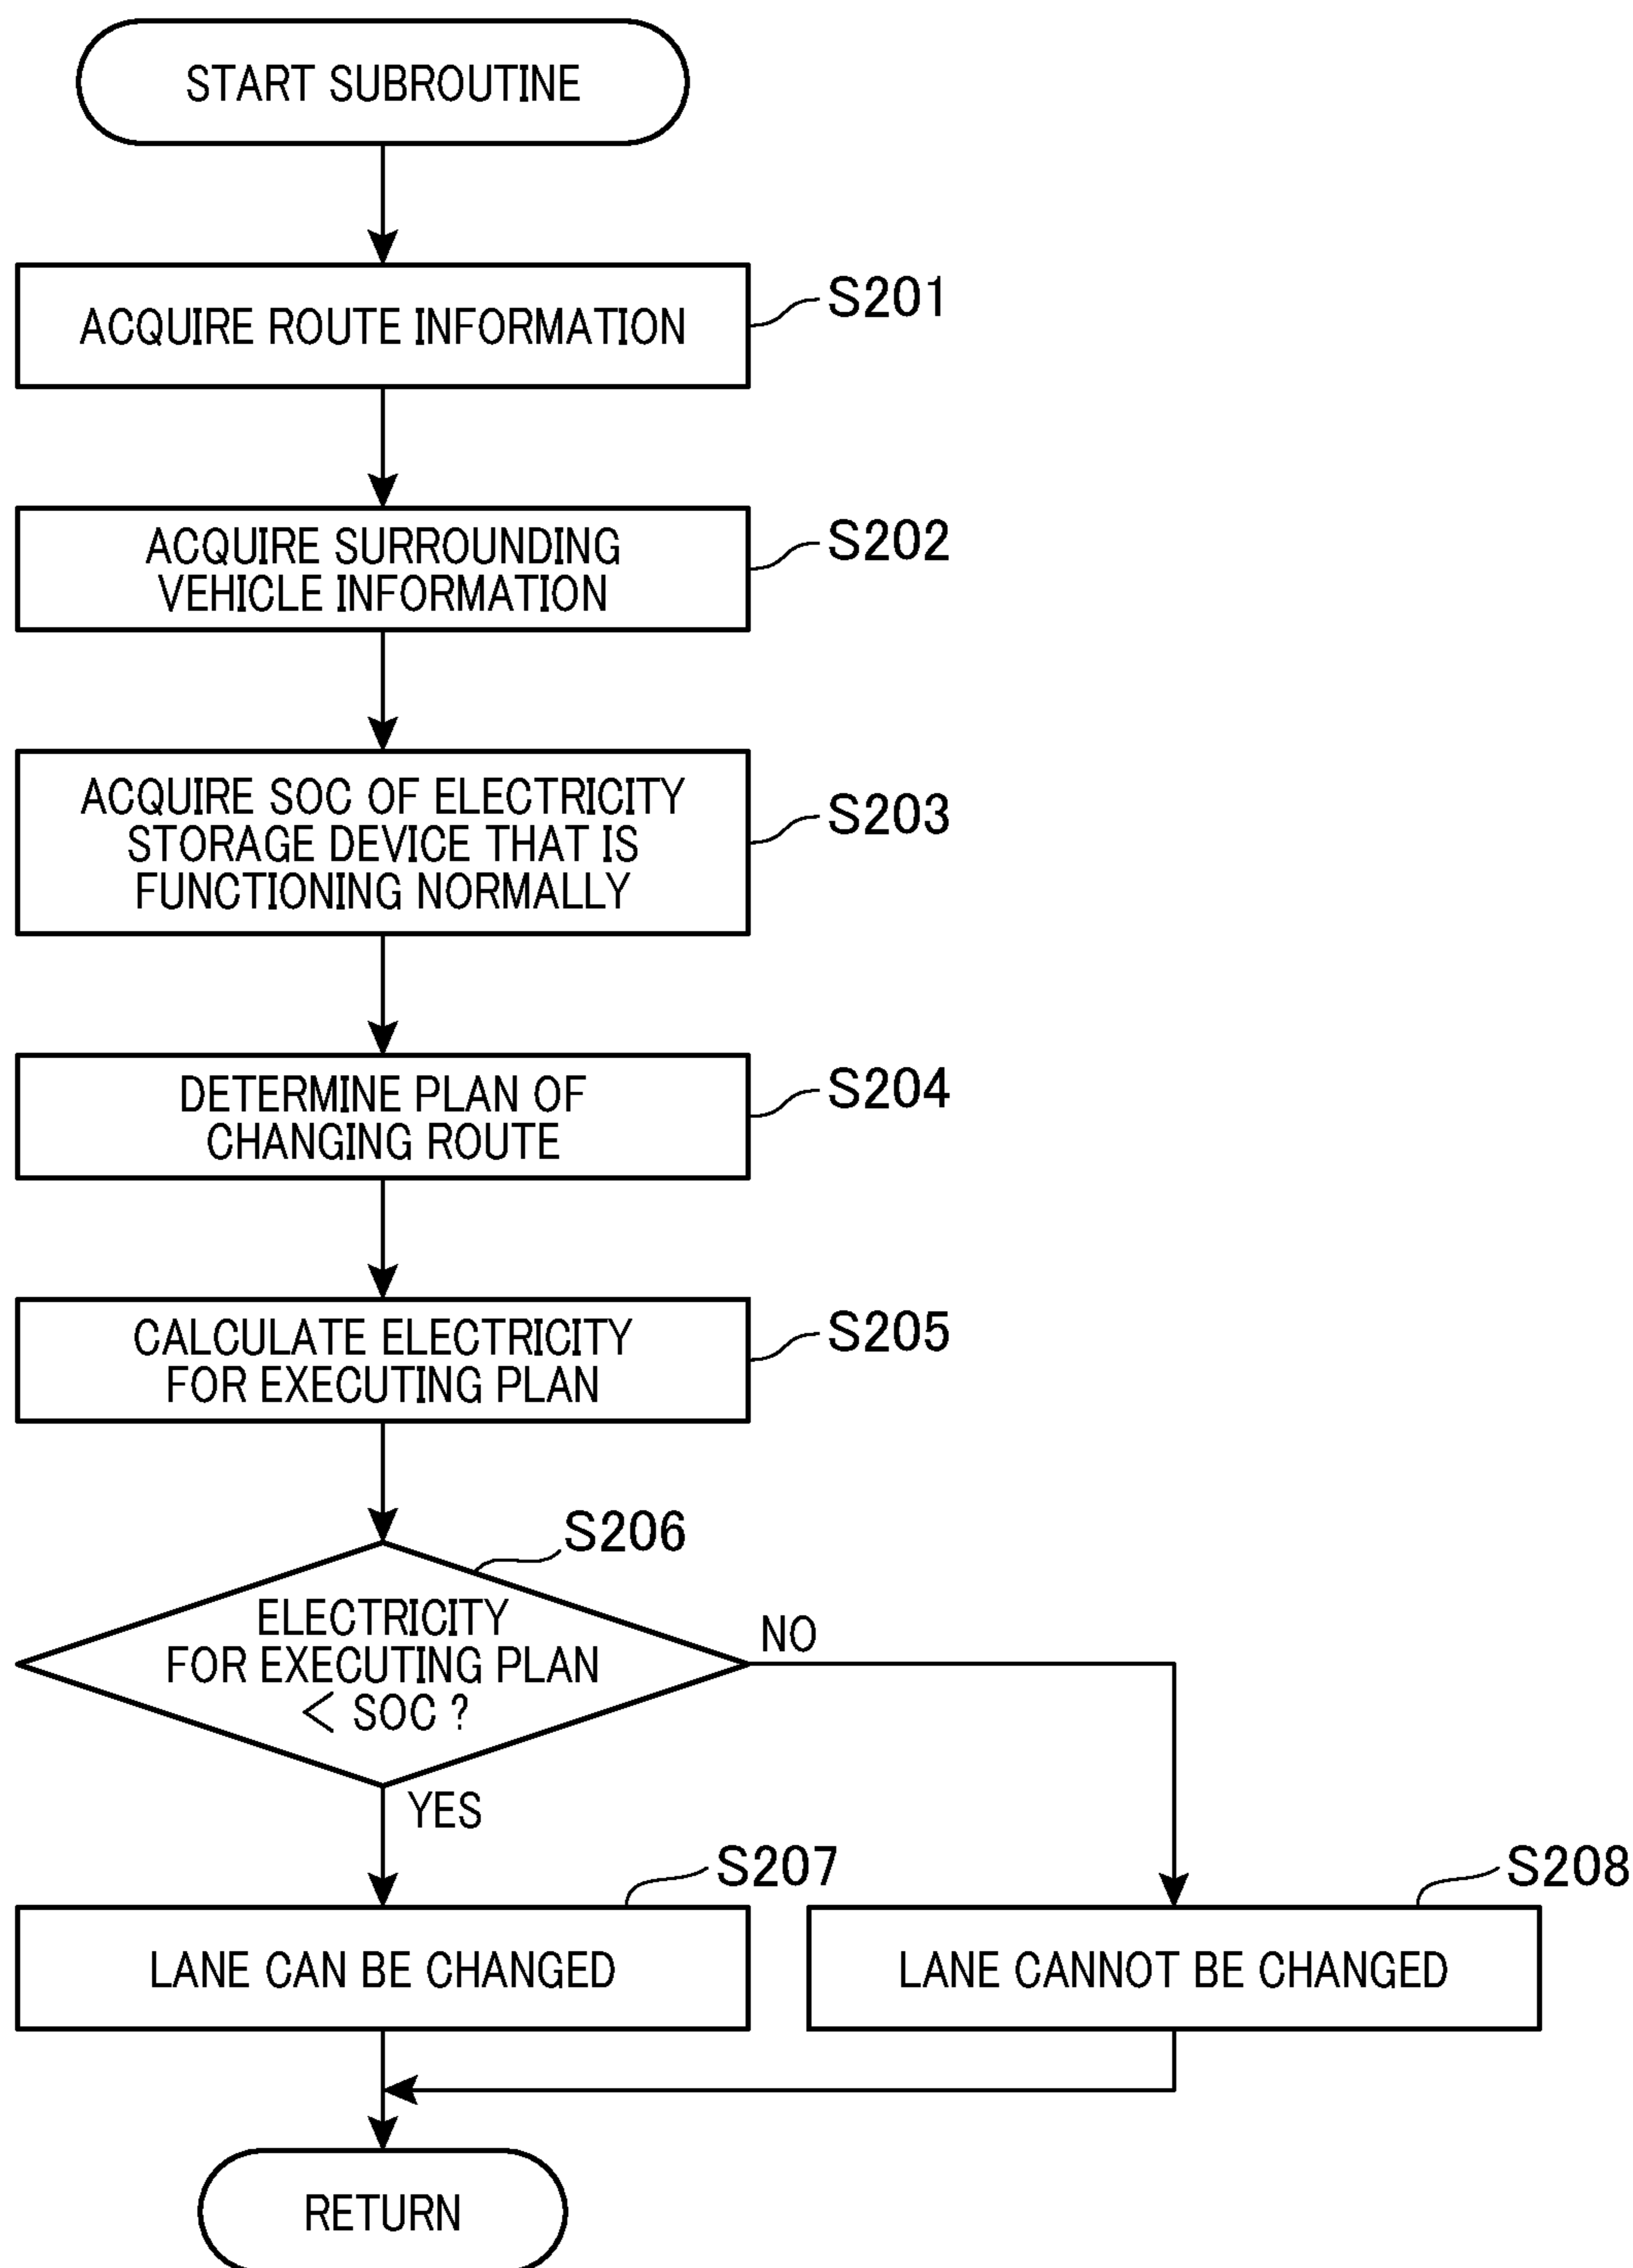 START SUBROUTINE
ACQUIRE ROUTE INFORMATION
S201
ACQUIRE SURROUNDING
VEHICLE INFORMATION
S202
ACQUIRE SOC OF ELECTRICITY
STORAGE DEVICE THAT IS
FUNCTIONING NORMALLY
S203
DETERMINE PLAN OF
CHANGING ROUTE
S204
CALCULATE ELECTRICITY
FOR EXECUTING PLAN
S205
S206
ELECTRICITY
FOR EXECUTING PLAN
< SOC ?
NO
YES
S207
LANE CAN BE CHANGED
S208
LANE CANNOT BE CHANGED
RETURN